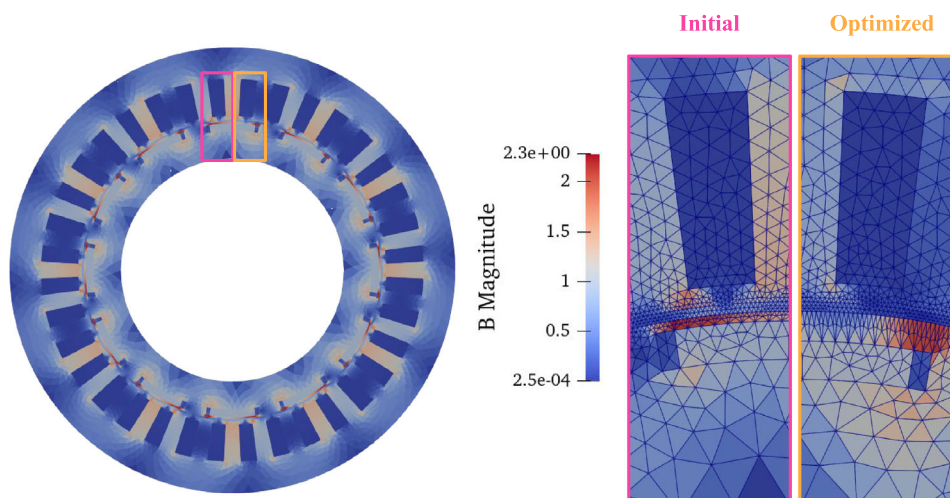 Initial
Optimized
B Magnitude
2.3e+00
2
1.5
1
0.5
2.5e-04